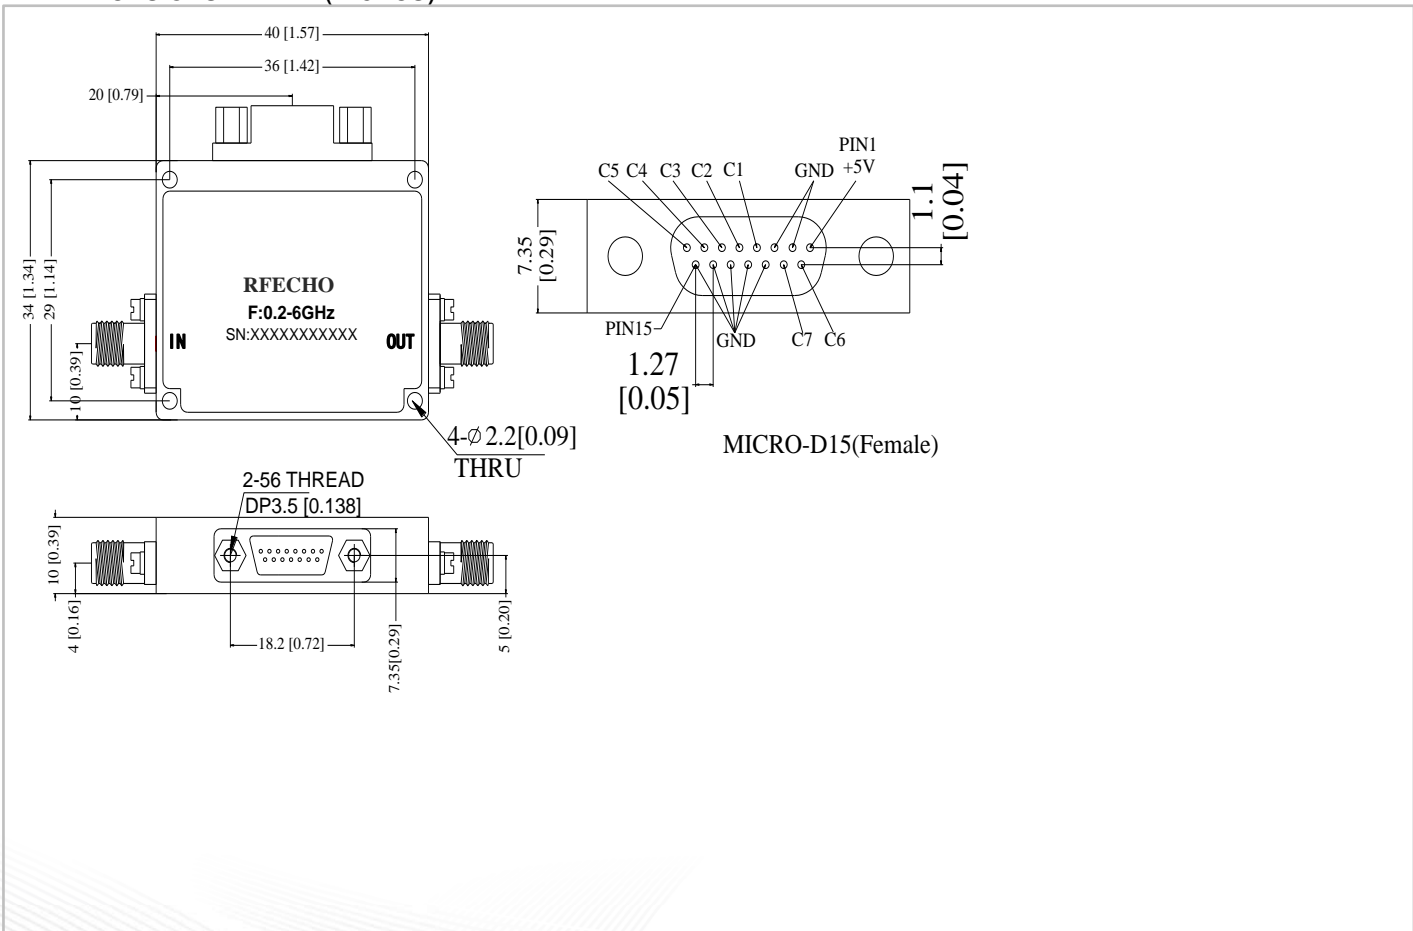 40 [1.57]
36 [1.42]
20 [0.79]
34 [1.34]
29 [1.14]
10 [0.39]
RFECHO
F:0.2-6GHz
SN:XXXXXXXXXXX
IN
OUT
4-∅2.2[0.09]
THRU
PIN1
+5V
C5 C4 C3 C2 C1 GND
1.1
[0.04]
7.35
[0.29]
PIN15
GND
C7 C6
1.27
[0.05]
MICRO-D15(Female)
2-56 THREAD
DP3.5 [0.138]
10 [0.39]
4 [0.16]
18.2 [0.72]
7.35[0.29]
5 [0.20]